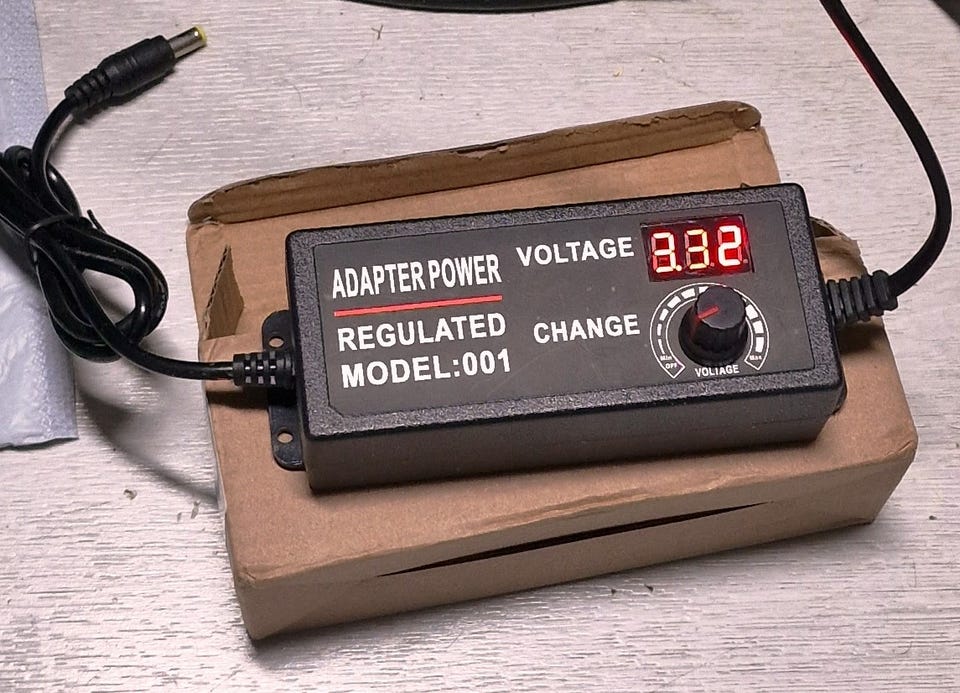 ADAPTER POWER
REGULATED
MODEL:001
VOLTAGE 3.32
CHANGE
Min
OFF
Max
VOLTAGE